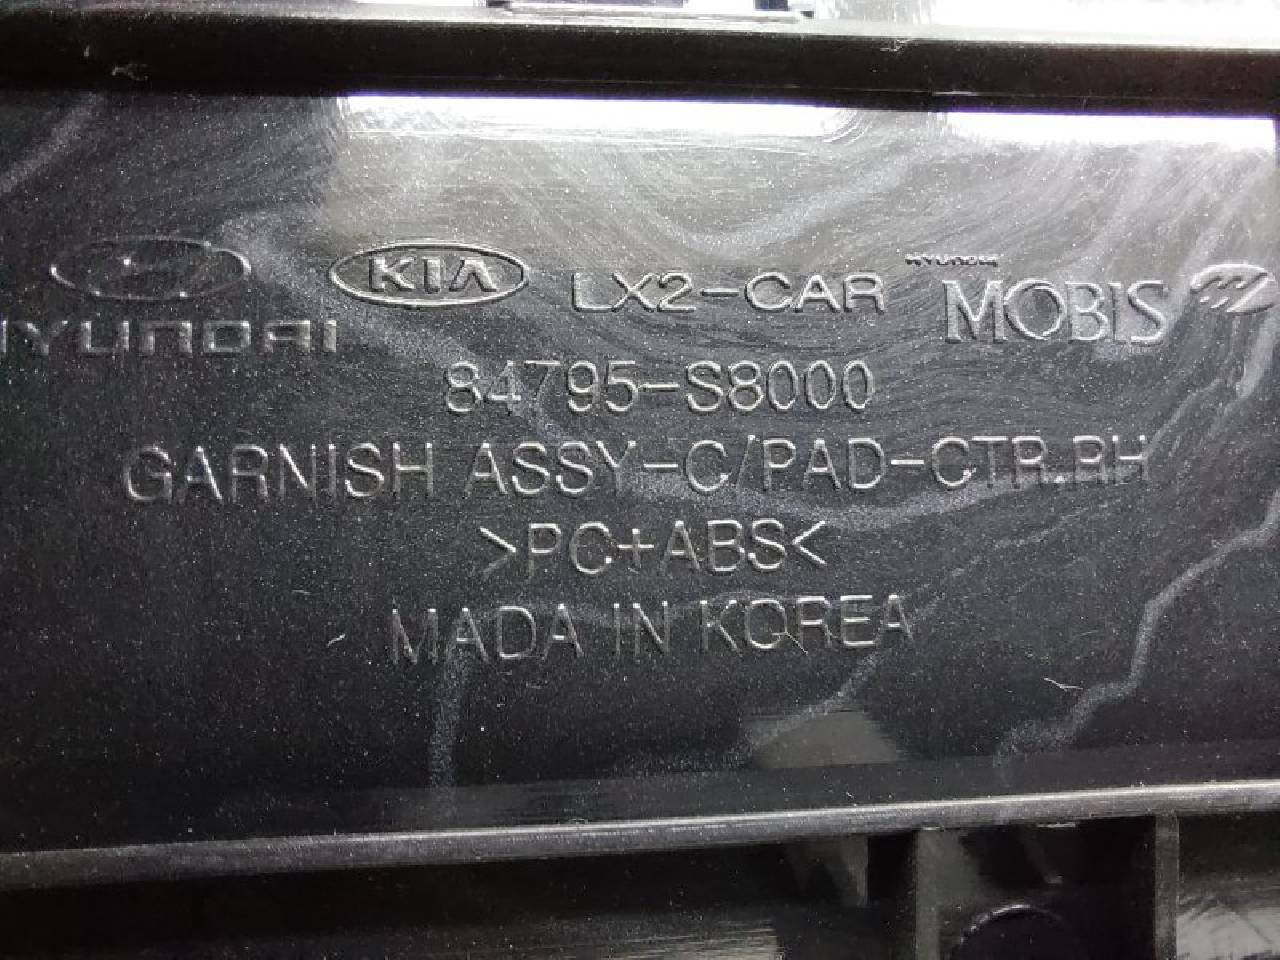 HYUNDAI KIA LX2-CAR HYUNDAI MOBIS
84795-S8000
GARNISH ASSY-C/PAD-CTR.RH
>PC+ABS<
MADA IN KOREA